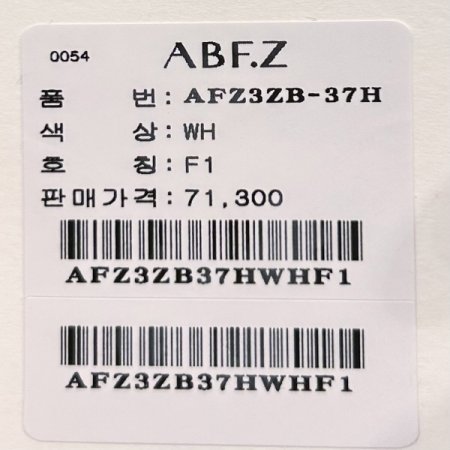 0054 ABF.Z
품 번 : AFZ3ZB-37H
색 상 : WH
호 칭 : F1
판매가격 : 71,300
AFZ3ZB37HWHF1
AFZ3ZB37HWHF1